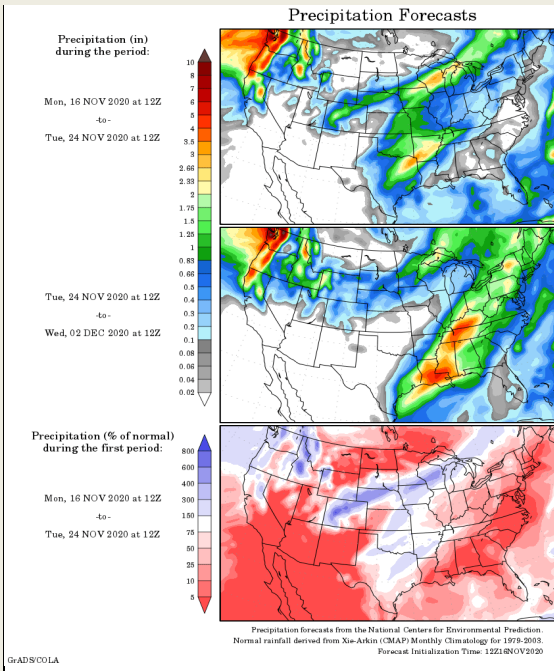 Precipitation Forecasts
Precipitation (in)
during the period:
Mon, 16 NOV 2020 at 12Z
-to-
Tue, 24 NOV 2020 at 12Z
10
9
8
7
6
5
4
3.5
3
2.66
2.33
2
1.75
1.5
1.25
1
0.83
0.66
0.5
0.4
0.3
0.2
0.1
0.08
0.06
0.04
0.02
Tue, 24 NOV 2020 at 12Z
-to-
Wed, 02 DEC 2020 at 12Z
Precipitation (% of normal)
during the first period:
Mon, 16 NOV 2020 at 12Z
-to-
Tue, 24 NOV 2020 at 12Z
800
600
400
300
150
75
50
25
10
5
Precipitation forecasts from the National Centers for Environmental Prediction.
Normal rainfall derived from Xie-Arkin (CMAP) Monthly Climatology for 1979-2003.
Forecast Initialization Time: 12Z16NOV2020
GrADS/COLA